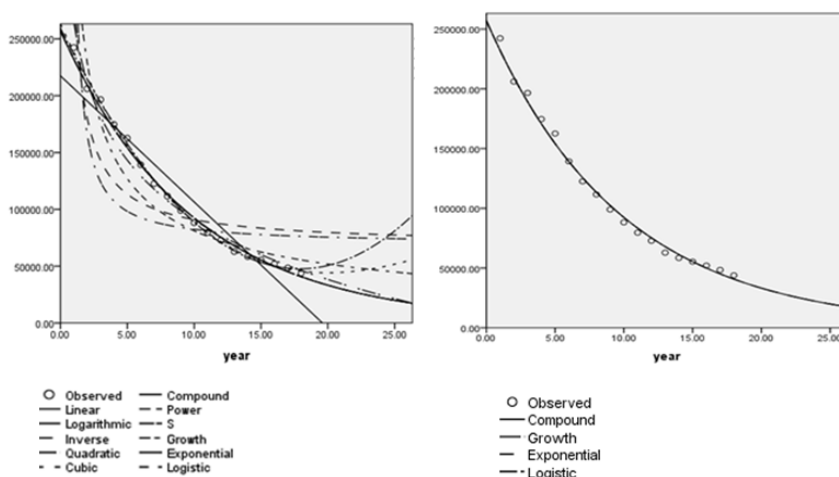 250000.00
200000.00
150000.00
100000.00
50000.00
0.00
0.00 5.00 10.00 15.00 20.00 25.00
year
Observed Compound
Linear Power
Logarithmic S
Inverse Growth
Quadratic Exponential
Cubic Logistic
250000.00
200000.00
150000.00
100000.00
50000.00
0.00
0.00 5.00 10.00 15.00 20.00 25.00
year
Observed
Compound
Growth
Exponential
Logistic